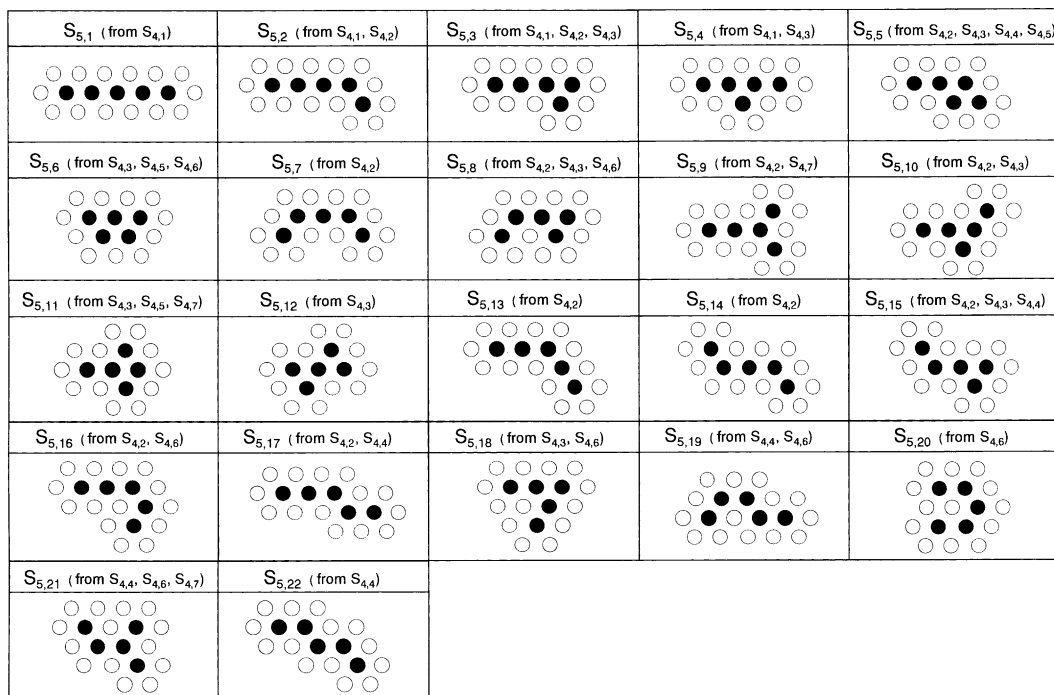 S5,1 (from S4,1)
S5,2 (from S4,1, S4,2)
S5,3 (from S4,1, S4,2, S4,3)
S5,4 (from S4,1, S4,3)
S5,5 (from S4,2, S4,3, S4,4, S4,5)
S5,6 (from S4,3, S4,5, S4,6)
S5,7 (from S4,2)
S5,8 (from S4,2, S4,3, S4,6)
S5,9 (from S4,2, S4,7)
S5,10 (from S4,2, S4,3)
S5,11 (from S4,3, S4,5, S4,7)
S5,12 (from S4,3)
S5,13 (from S4,2)
S5,14 (from S4,2)
S5,15 (from S4,2, S4,3, S4,4)
S5,16 (from S4,2, S4,6)
S5,17 (from S4,2, S4,4)
S5,18 (from S4,3, S4,6)
S5,19 (from S4,4, S4,6)
S5,20 (from S4,6)
S5,21 (from S4,4, S4,6, S4,7)
S5,22 (from S4,4)